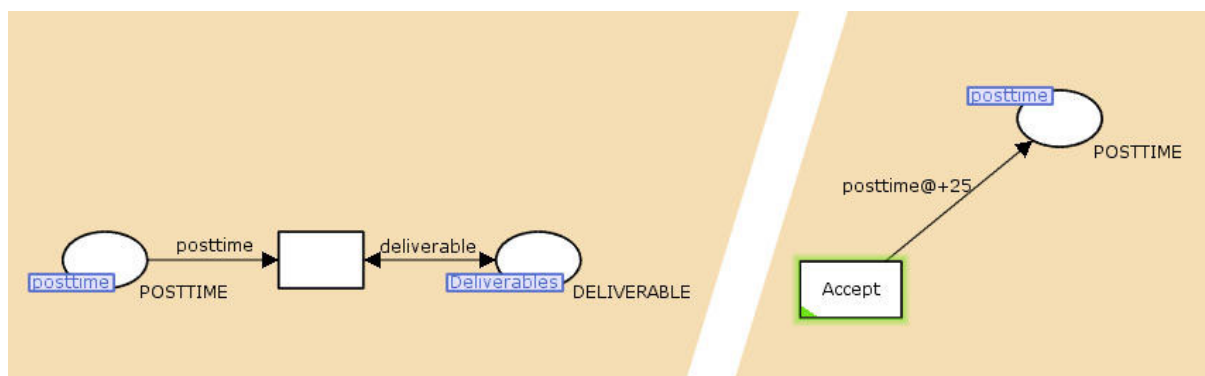 posttime
posttime
POSTTIME
deliverable
Deliverables
DELIVERABLE
posttime
POSTTIME
posttime@+25
Accept